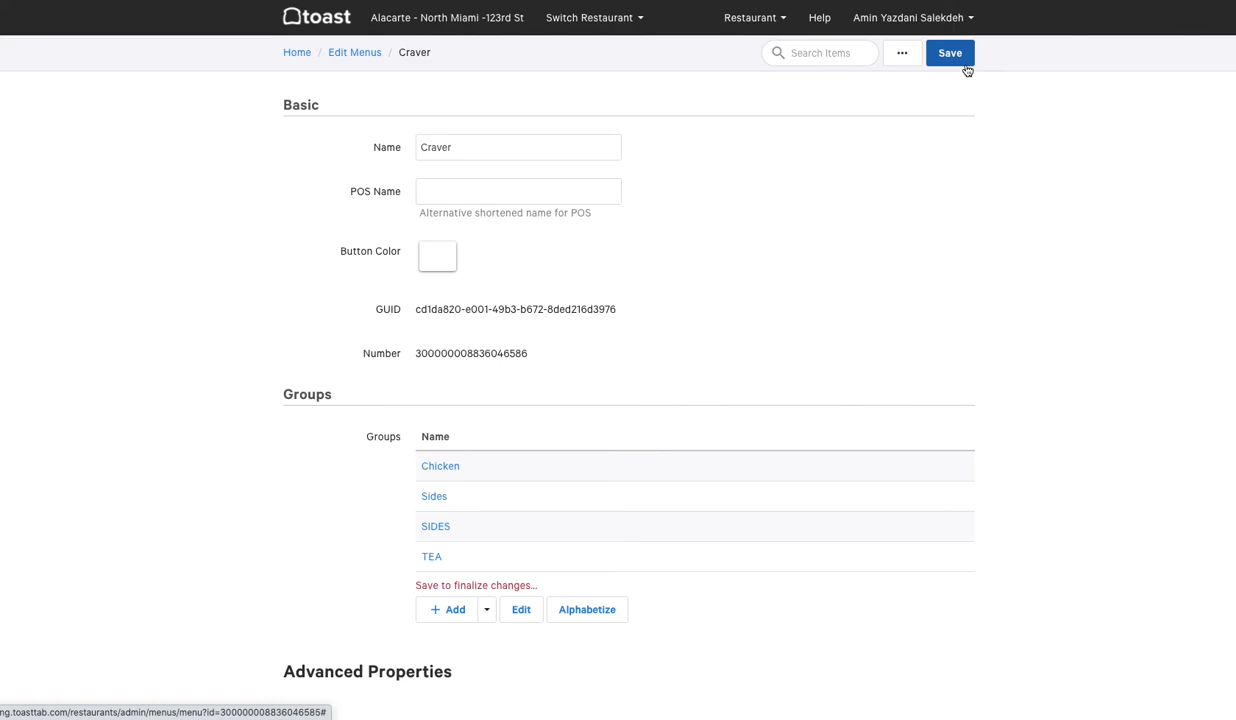 toast Alacarte - North Miami -123rd St Switch Restaurant Restaurant Help Amin Yazdani Salekdeh
Home / Edit Menus / Craver Search Items ••• Save
Basic
Name Craver
POS Name
Alternative shortened name for POS
Button Color
GUID cd1da820-e001-49b3-b672-8ded216d3976
Number 300000008836046586
Groups
Groups Name
Chicken
Sides
SIDES
TEA
Save to finalize changes...
+ Add Edit Alphabetize
Advanced Properties
ng.toasttab.com/restaurants/admin/menus/menu?id=300000008836046585#